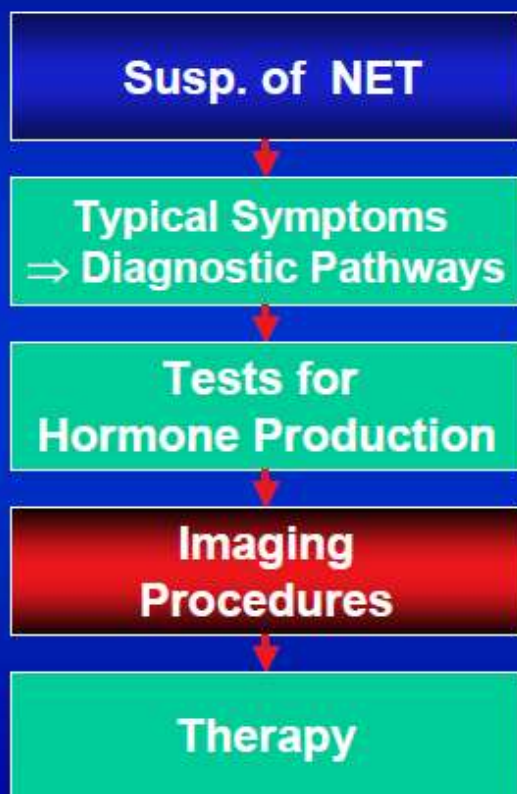 Susp. of NET
Typical Symptoms
⇒ Diagnostic Pathways
Tests for
Hormone Production
Imaging
Procedures
Therapy